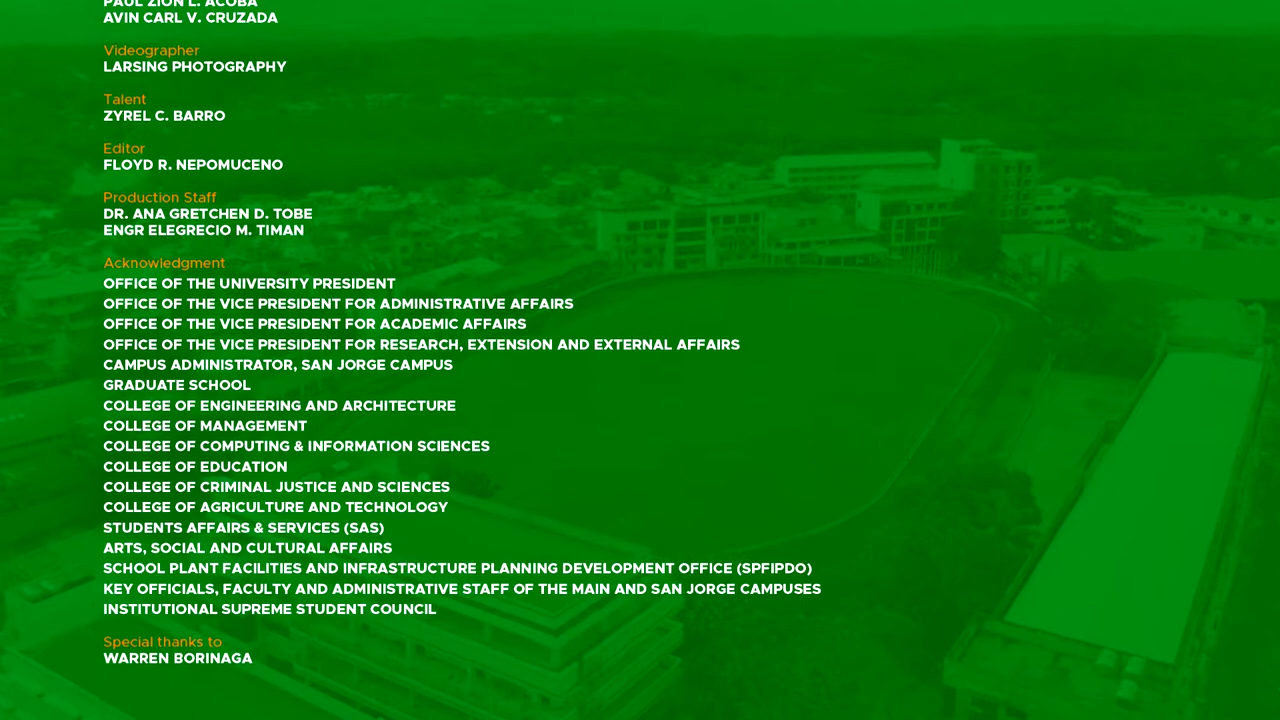 PAUL ZION L. ACOBA
AVIN CARL V. CRUZADA
Videographer
LARSING PHOTOGRAPHY
Talent
ZYREL C. BARRO
Editor
FLOYD R. NEPOMUCENO
Production Staff
DR. ANA GRETCHEN D. TOBE
ENGR ELEGRECIO M. TIMAN
Acknowledgment
OFFICE OF THE UNIVERSITY PRESIDENT
OFFICE OF THE VICE PRESIDENT FOR ADMINISTRATIVE AFFAIRS
OFFICE OF THE VICE PRESIDENT FOR ACADEMIC AFFAIRS
OFFICE OF THE VICE PRESIDENT FOR RESEARCH, EXTENSION AND EXTERNAL AFFAIRS
CAMPUS ADMINISTRATOR, SAN JORGE CAMPUS
GRADUATE SCHOOL
COLLEGE OF ENGINEERING AND ARCHITECTURE
COLLEGE OF MANAGEMENT
COLLEGE OF COMPUTING & INFORMATION SCIENCES
COLLEGE OF EDUCATION
COLLEGE OF CRIMINAL JUSTICE AND SCIENCES
COLLEGE OF AGRICULTURE AND TECHNOLOGY
STUDENTS AFFAIRS & SERVICES (SAS)
ARTS, SOCIAL AND CULTURAL AFFAIRS
SCHOOL PLANT FACILITIES AND INFRASTRUCTURE PLANNING DEVELOPMENT OFFICE (SPFIPDO)
KEY OFFICIALS, FACULTY AND ADMINISTRATIVE STAFF OF THE MAIN AND SAN JORGE CAMPUSES
INSTITUTIONAL SUPREME STUDENT COUNCIL
Special thanks to
WARREN BORINAGA